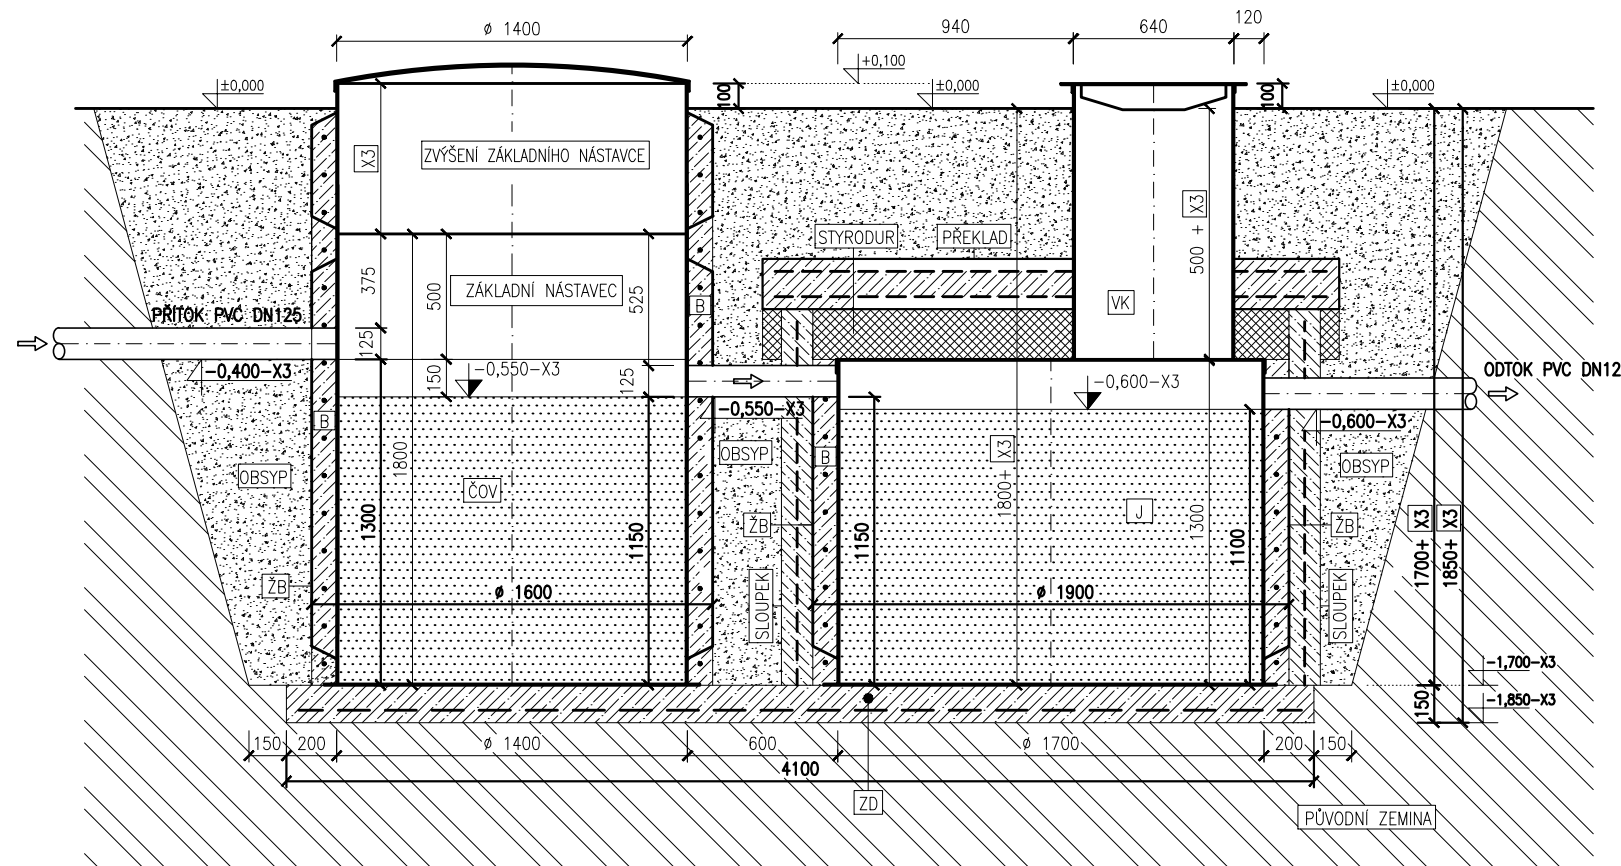 ø 1400
940
640
120
+0,100
±0,000
±0,000
±0,000
100
100
X3
ZVÝŠENÍ ZÁKLADNÍHO NÁSTAVCE
STYRODUR
PŘEKLAD
500 + X3
375
500
525
ZÁKLADNÍ NÁSTAVEC
B
VK
PŘÍTOK PVC DN125
125
-0,400-X3
150
-0,550-X3
125
-0,600-X3
ODTOK PVC DN12
-0,550-X3
-0,600-X3
B
B
OBSYP
OBSYP
OBSYP
1800
1800+ X3
ČOV
J
1300
1150
1150
1300
1100
ŽB
ŽB
ŽB
1700+ X3
1850+ X3
ø 1600
ø 1900
SLOUPEK
SLOUPEK
-1,700-X3
150
-1,850-X3
150
200
ø 1400
600
ø 1700
200
150
4100
ZD
PŮVODNÍ ZEMINA